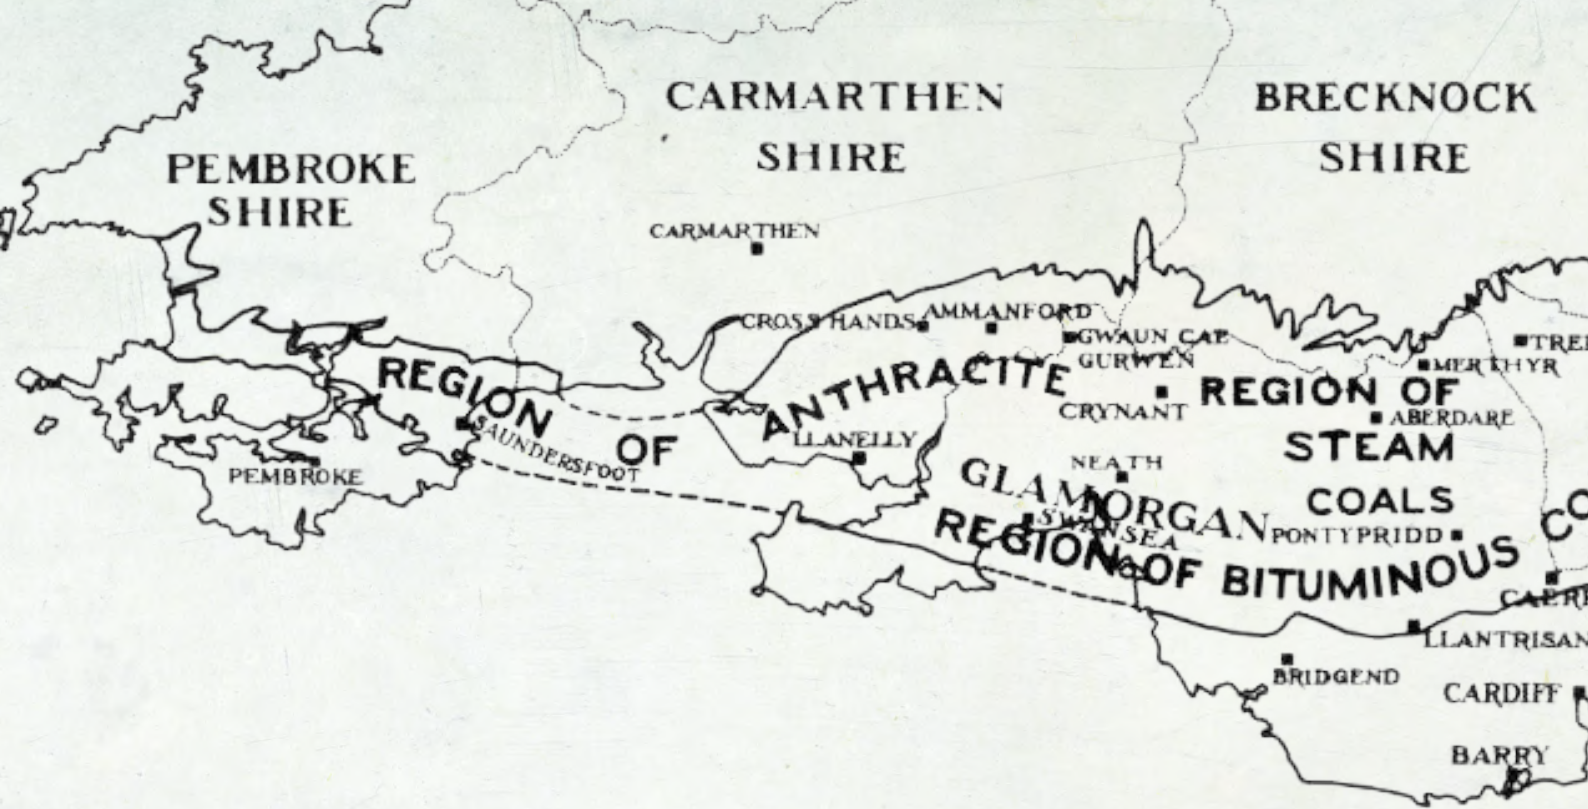 CARMARTHEN
SHIRE
BRECKNOCK
SHIRE
PEMBROKE
SHIRE
CARMARTHEN
CROSS HANDS
AMMANFORD
GWAUN CAE
GURWEN
MERTHYR
REGION OF ANTHRACITE
CRYNANT
REGION OF
STEAM
COALS
ABERDARE
SAUNDERSFOOT
LLANELLY
PEMBROKE
NEATH
GLAMORGAN
SWANSEA
PONTYPRIDD
REGION OF BITUMINOUS CO
LLANTRISAN
BRIDGEND
CARDIFF
BARRY